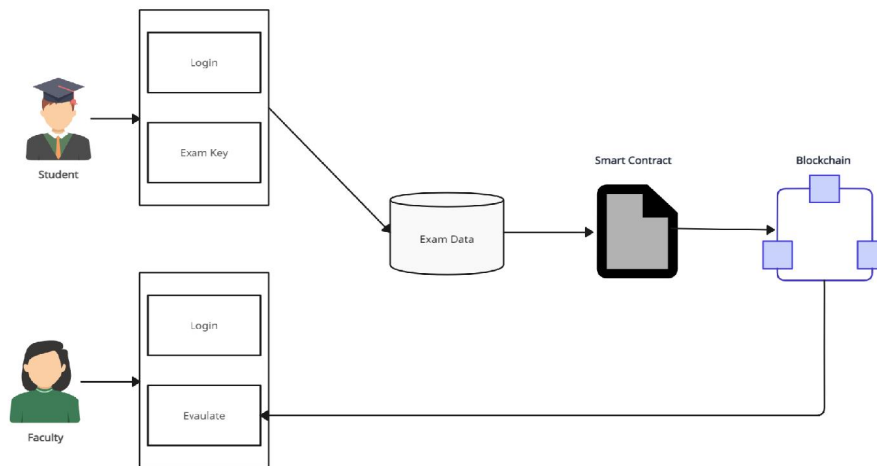 Login
Exam Key
Student
Smart Contract
Blockchain
Exam Data
Login
Evaulate
Faculty